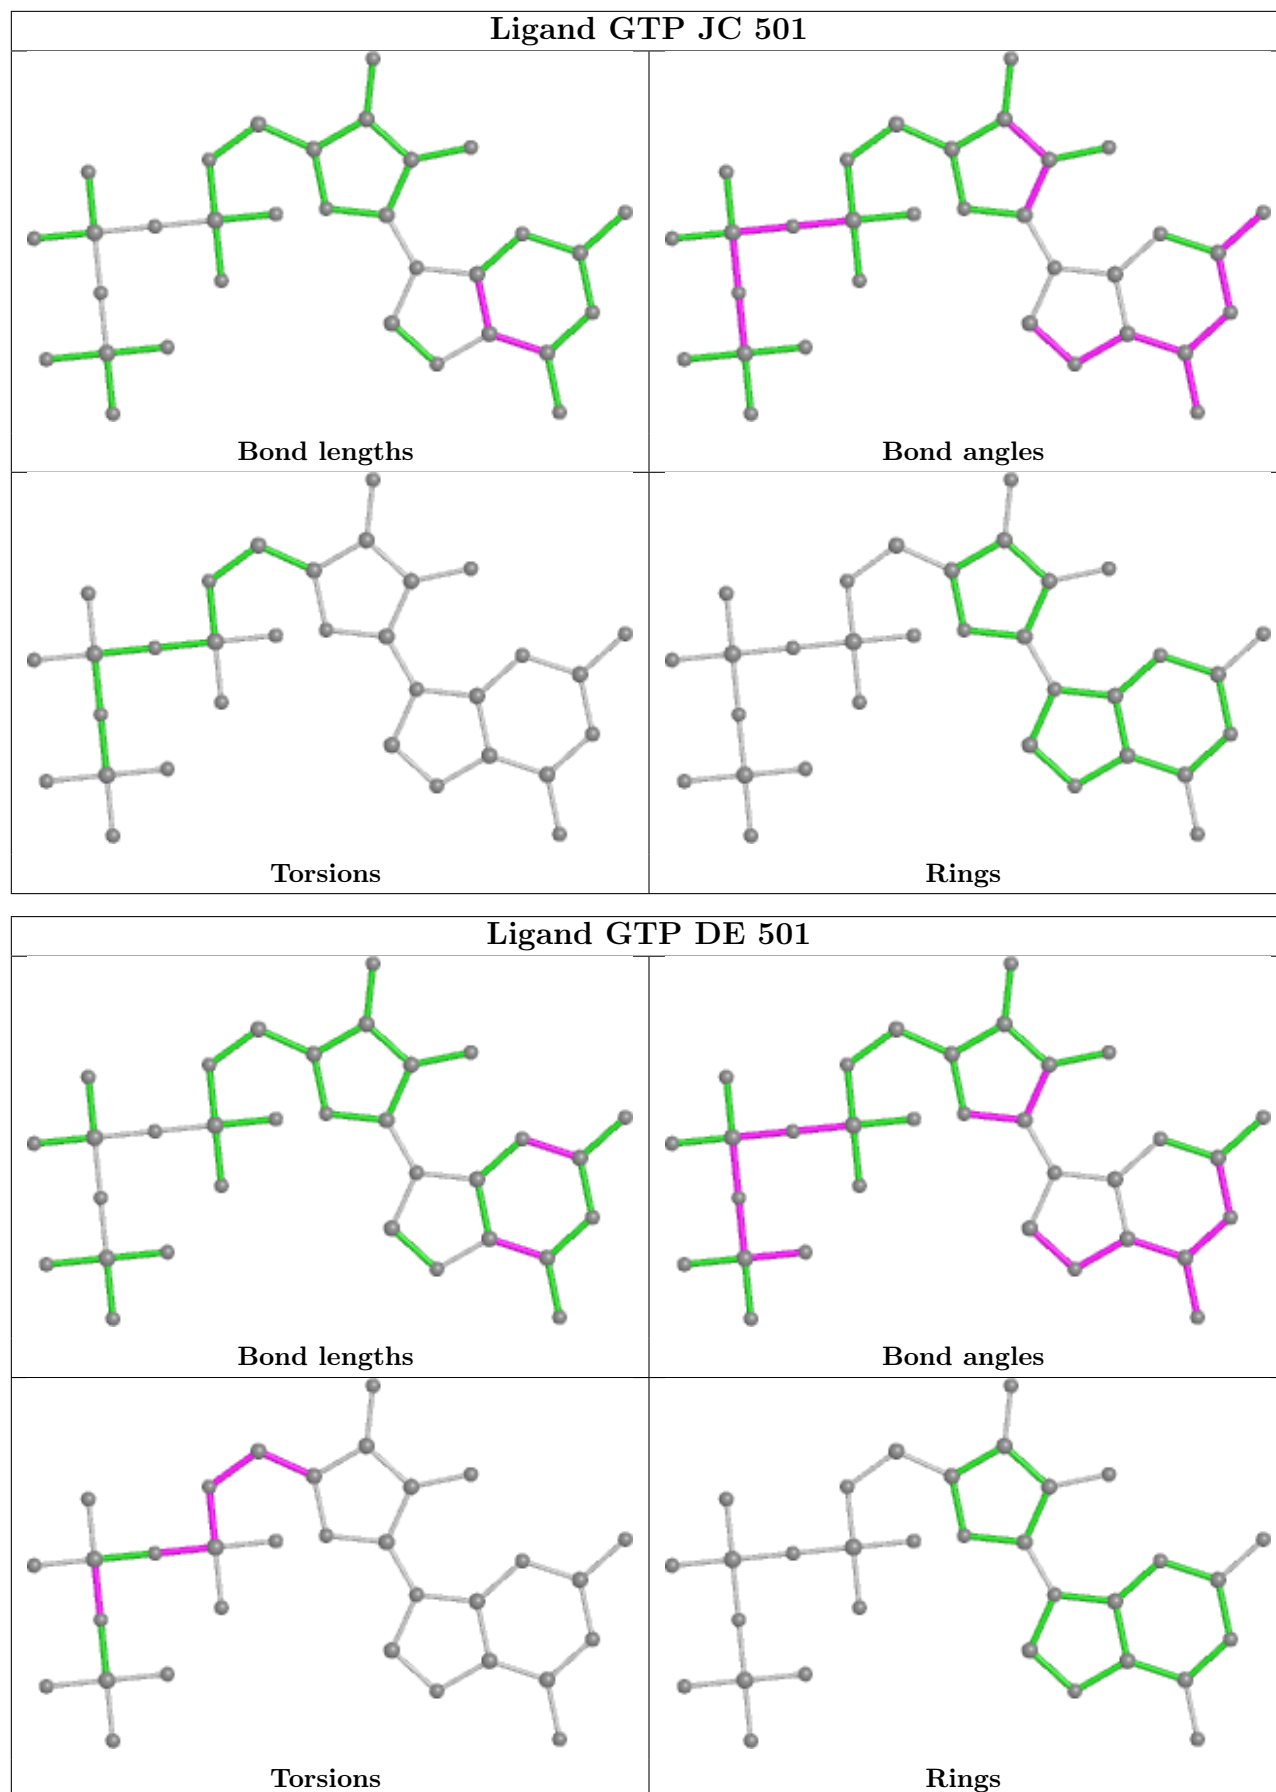 Ligand GTP JC 501
Bond lengths
Bond angles
Torsions
Rings
Ligand GTP DE 501
Bond lengths
Bond angles
Torsions
Rings